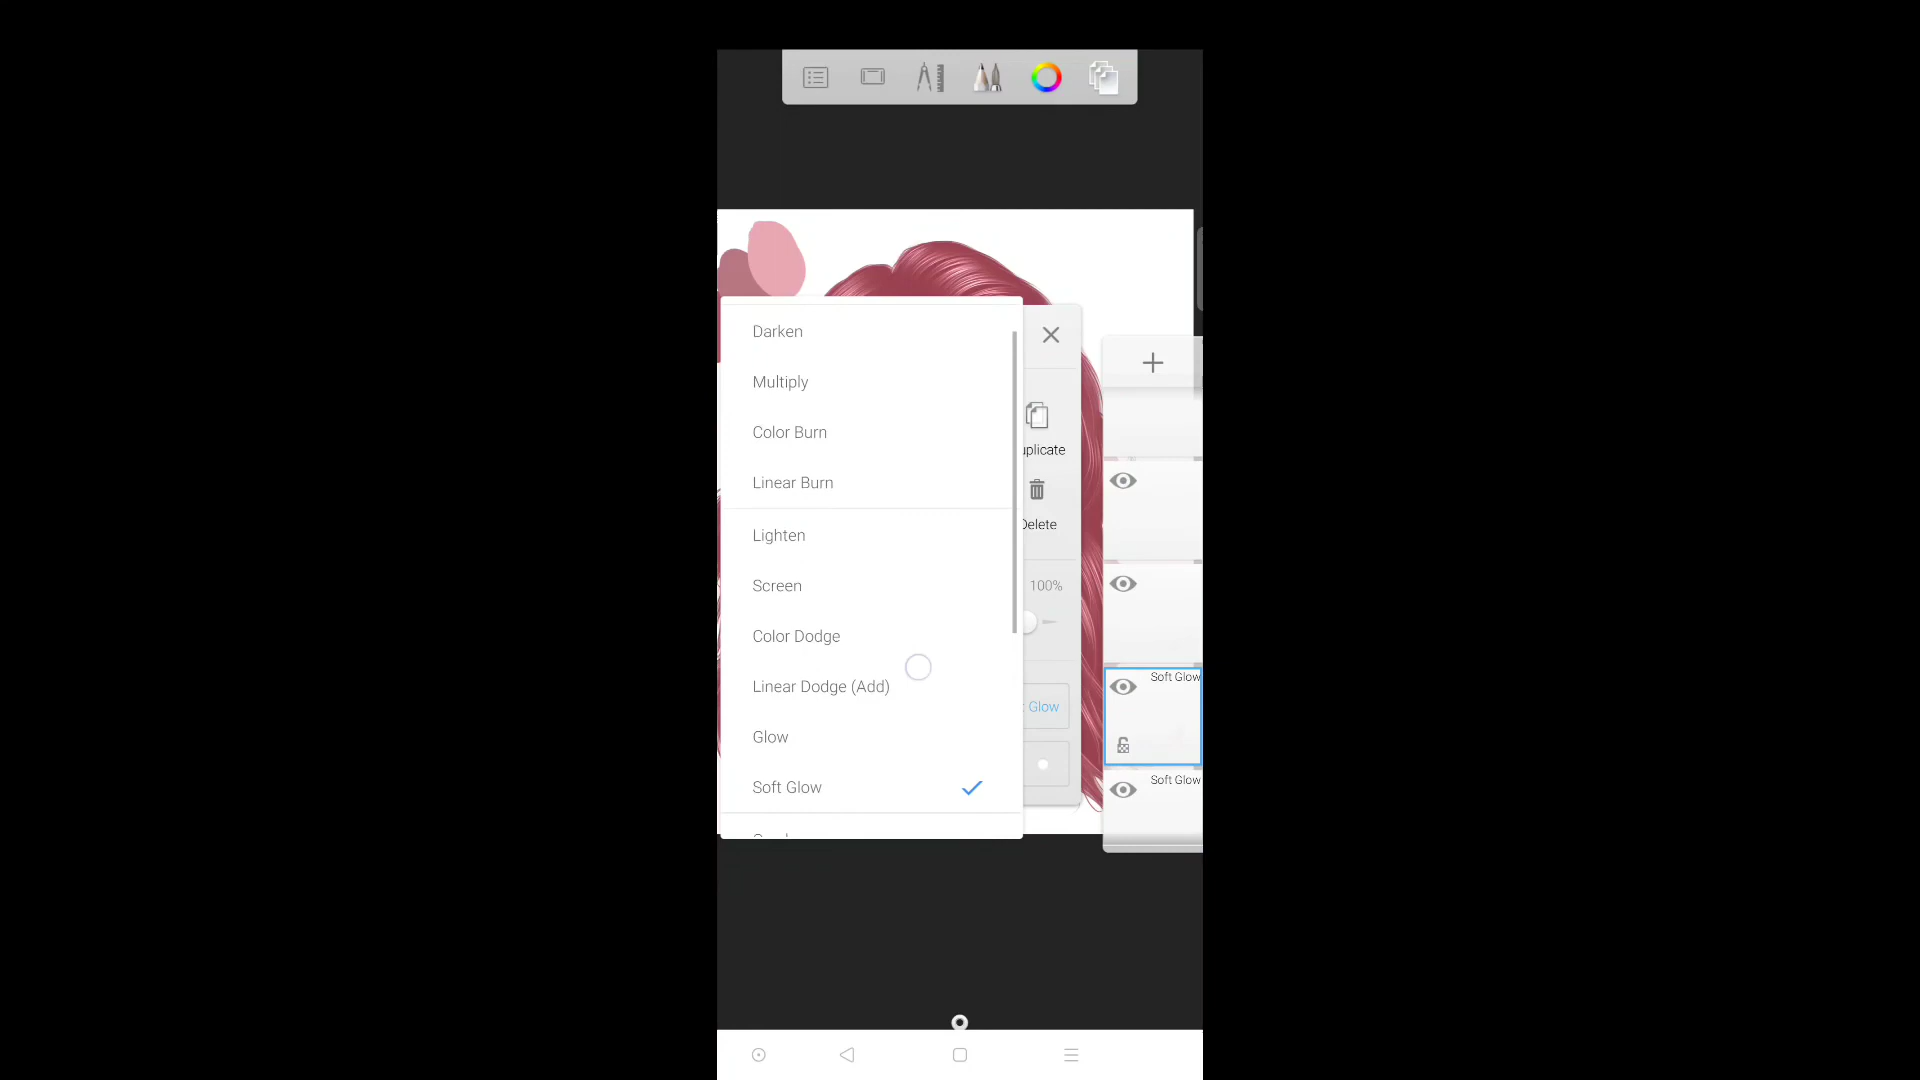 Darken
Multiply
Color Burn
Linear Burn
Lighten
Screen
Color Dodge
Linear Dodge (Add)
Glow
Soft Glow
uplicate
Delete
100%
Glow
Soft Glow
Soft Glow